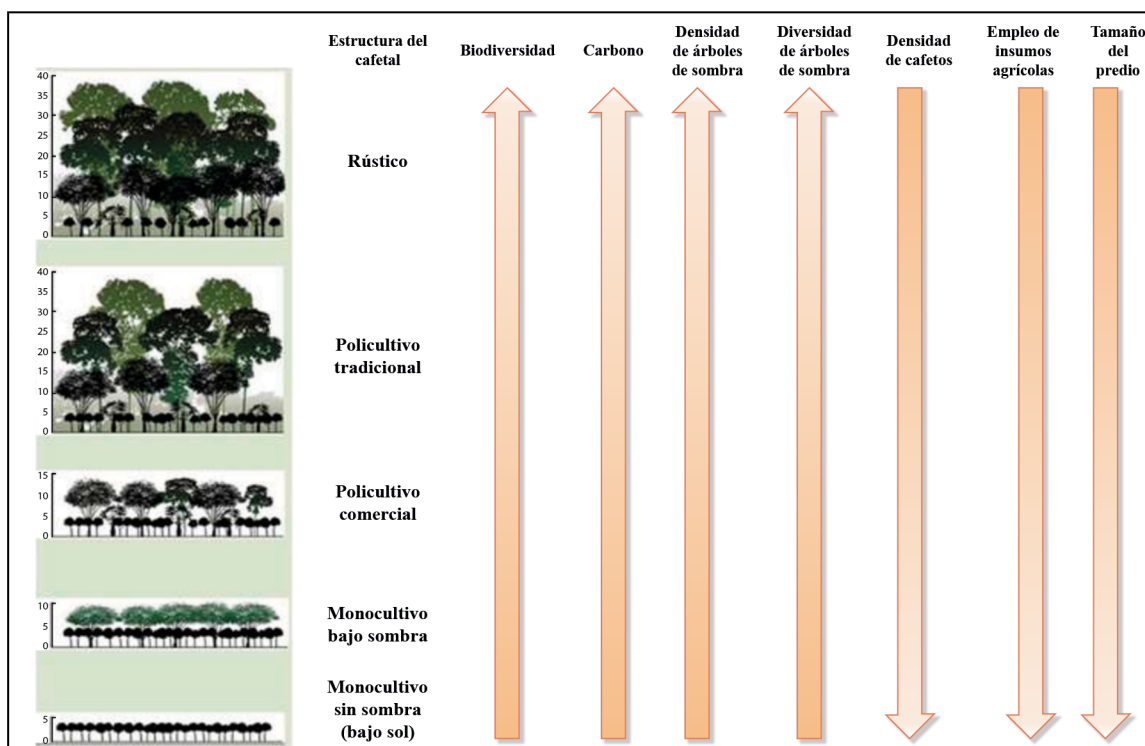 Estructura del
cafetal
Biodiversidad
Carbono
Densidad
de árboles
de sombra
Diversidad
de árboles
de sombra
Densidad
de cafetos
Empleo de
insumos
agrícolas
Tamaño
del
predio
40
35
30
25
20
15
10
5
0
Rústico
40
35
30
25
20
15
10
5
0
Policultivo
tradicional
15
10
5
0
Policultivo
comercial
10
5
0
Monocultivo
bajo sombra
5
0
Monocultivo
sin sombra
(bajo sol)